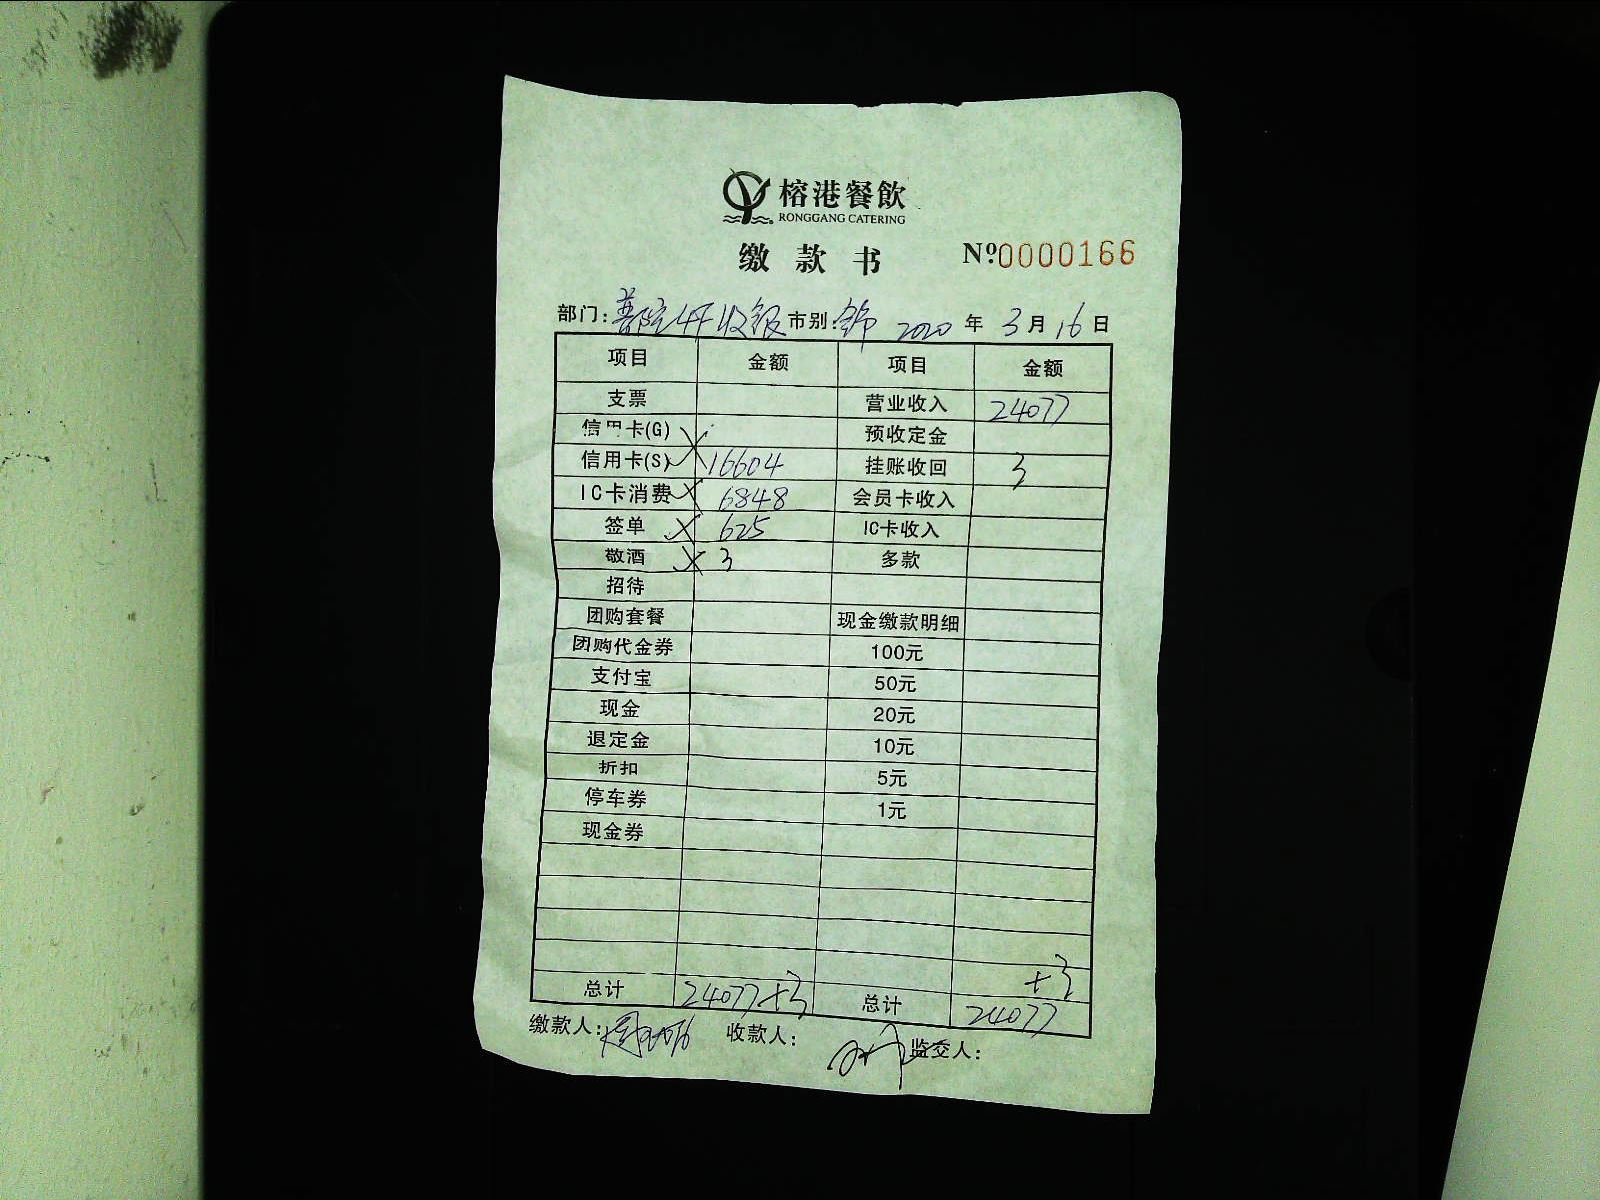 榕港餐飲
RONGGANG CATERING
缴款书 №0000166
部门: 收银 市别: 2020 年 3 月 16 日
项目 金额 项目 金额
支票 营业收入 24077
信用卡(G) 预收定金
信用卡(S) 16604 挂账收回 3
IC卡消费 6848 会员卡收入
签单 625 IC卡收入
敬酒 3 多款
招待
团购套餐 现金缴款明细
团购代金券 100元
支付宝 50元
现金 20元
退定金 10元
折扣 5元
停车券 1元
现金券
+3
总计 24077+3 总计 24077
缴款人: 收款人: 监交人: